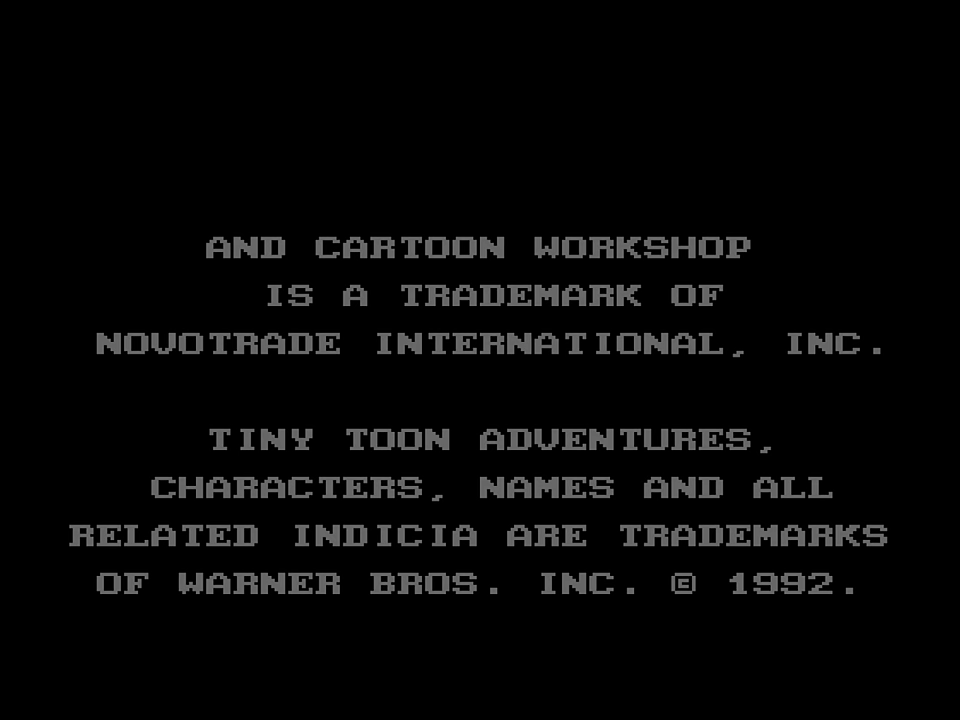 AND CARTOON WORKSHOP
IS A TRADEMARK OF
NOVOTRADE INTERNATIONAL, INC.
TINY TOON ADVENTURES,
CHARACTERS, NAMES AND ALL
RELATED INDICIA ARE TRADEMARKS
OF WARNER BROS. INC. © 1992.